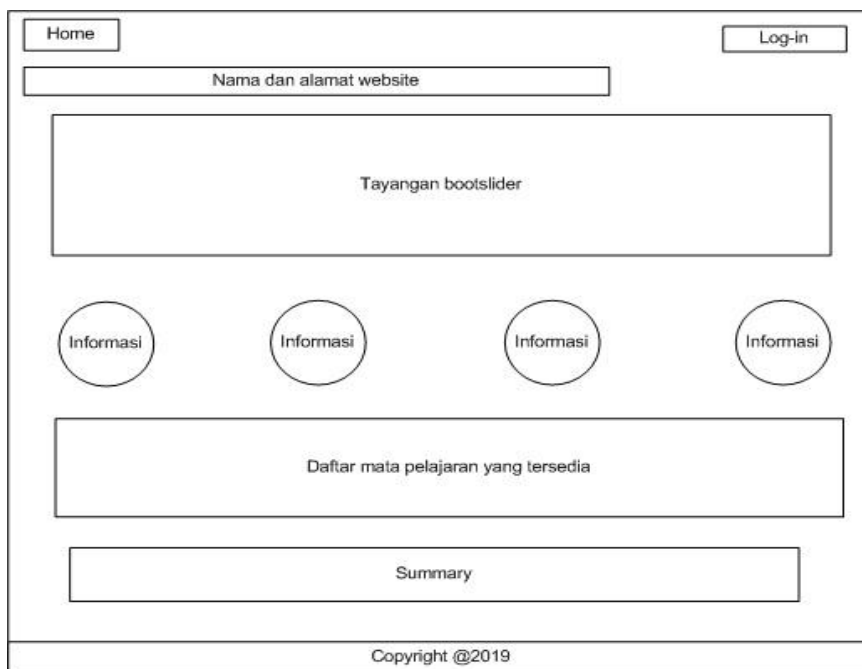 Home
Log-in
Nama dan alamat website
Tayangan bootslider
Informasi
Informasi
Informasi
Informasi
Daftar mata pelajaran yang tersedia
Summary
Copyright @2019